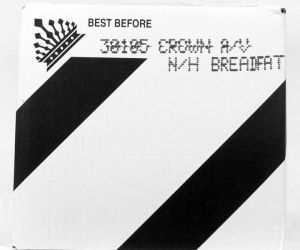 BEST BEFORE
30105 CROWN A/V
N/H BREADFAT